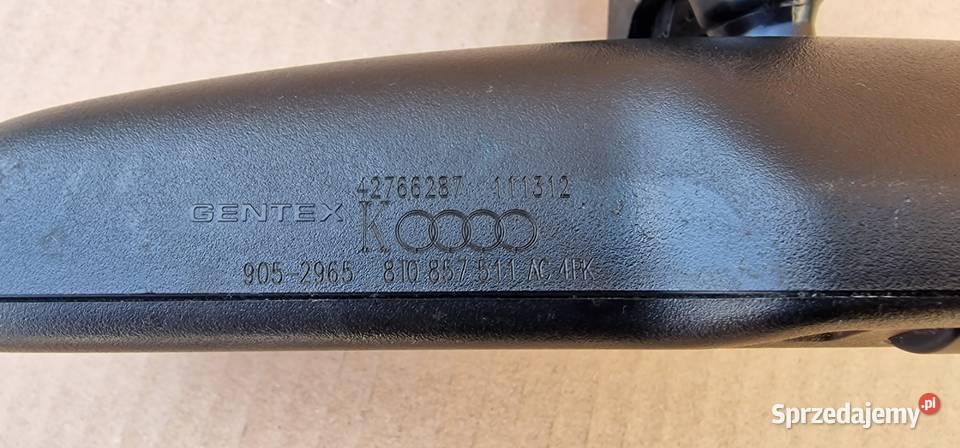 42766287 111312
GENTEX K
905-2965 8T0 857 511 AC 4PK
Sprzedajemy.pl